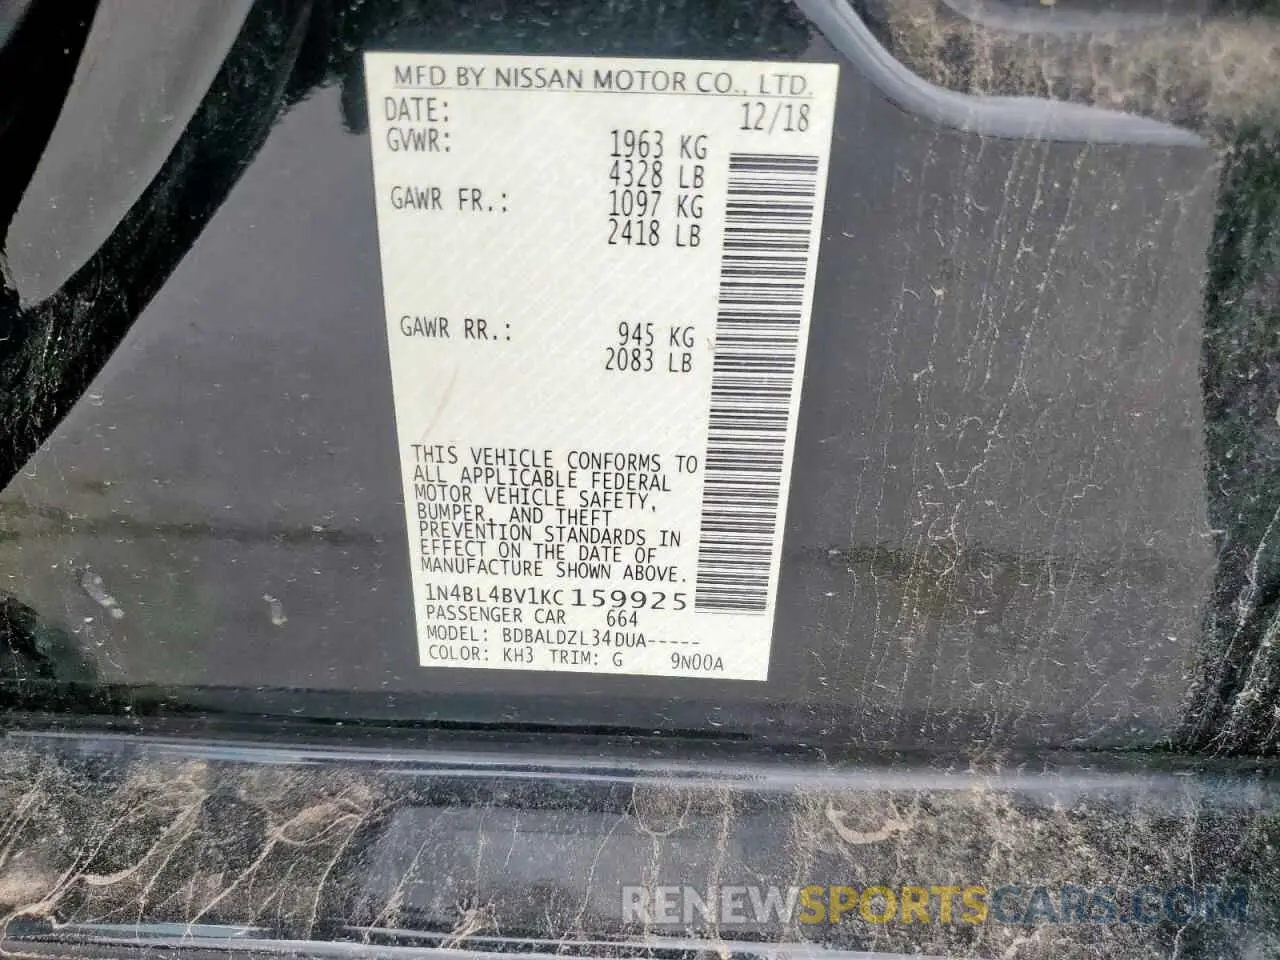 MFD BY NISSAN MOTOR CO., LTD.
DATE: 12/18
GVWR: 1963 KG
4328 LB
GAWR FR.: 1097 KG
2418 LB
GAWR RR.: 945 KG
2083 LB
THIS VEHICLE CONFORMS TO
ALL APPLICABLE FEDERAL
MOTOR VEHICLE SAFETY,
BUMPER, AND THEFT
PREVENTION STANDARDS IN
EFFECT ON THE DATE OF
MANUFACTURE SHOWN ABOVE.
1N4BL4BV1KC159925
PASSENGER CAR 664
MODEL: BDBALDZL34DUA-----
COLOR: KH3 TRIM: G 9N00A
RENEWSPORTSCARS.COM